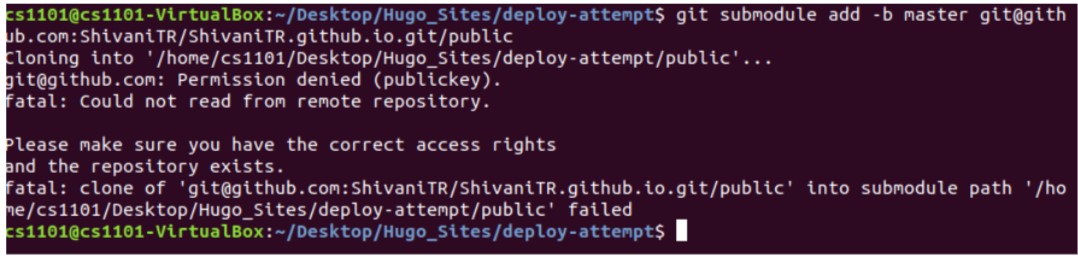 cs1101@cs1101-VirtualBox:~/Desktop/Hugo_Sites/deploy-attempt$ git submodule add -b master git@gith
ub.com:ShivaniTR/ShivaniTR.github.io.git/public
Cloning into '/home/cs1101/Desktop/Hugo_Sites/deploy-attempt/public'...
git@github.com: Permission denied (publickey).
fatal: Could not read from remote repository.
Please make sure you have the correct access rights
and the repository exists.
fatal: clone of 'git@github.com:ShivaniTR/ShivaniTR.github.io.git/public' into submodule path '/ho
me/cs1101/Desktop/Hugo_Sites/deploy-attempt/public' failed
cs1101@cs1101-VirtualBox:~/Desktop/Hugo_Sites/deploy-attempt$